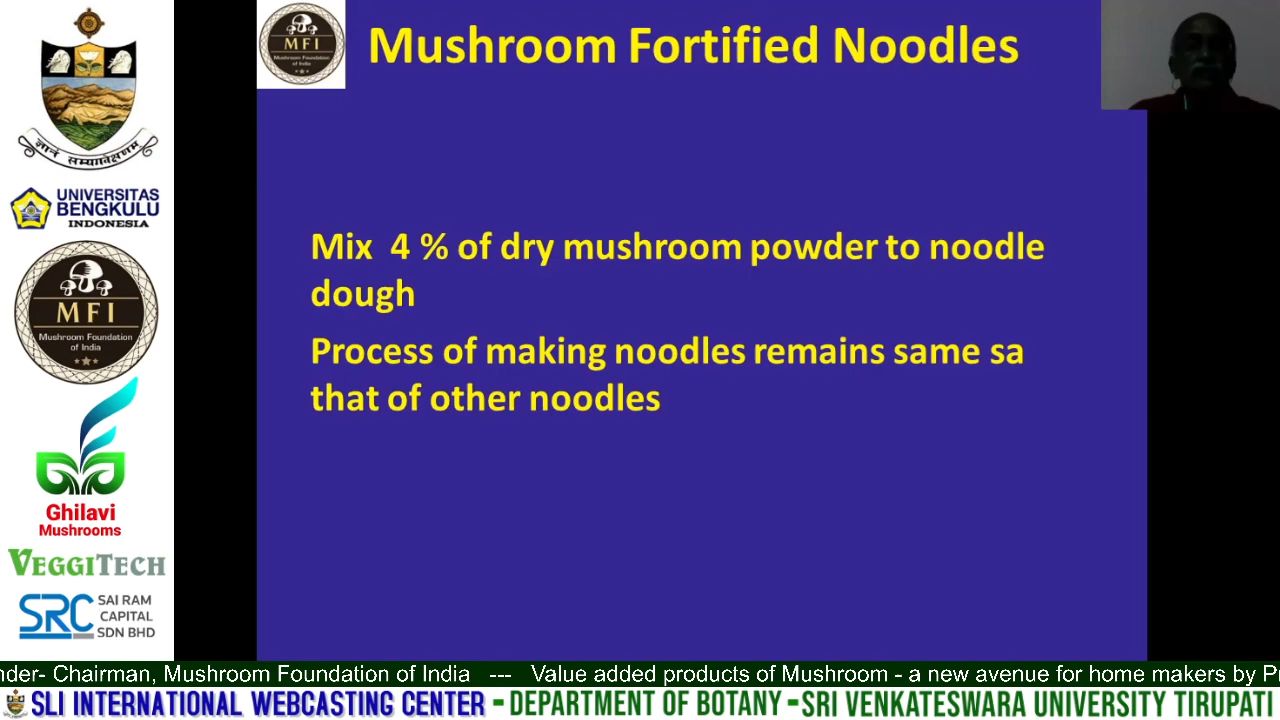 ज्ञानं सम्यगवेक्षणम्
UNIVERSITAS
BENGKULU
INDONESIA
MFI
Mushroom Foundation
of India
Ghilavi
Mushrooms
VEGGITECH
SRC
SAI RAM
CAPITAL
SDN BHD
MFI
Mushroom Foundation
of India
Mushroom Fortified Noodles
Mix 4 % of dry mushroom powder to noodle
dough
Process of making noodles remains same sa
that of other noodles
nder- Chairman, Mushroom Foundation of India --- Value added products of Mushroom - a new avenue for home makers by P
SLI INTERNATIONAL WEBCASTING CENTER - DEPARTMENT OF BOTANY - SRI VENKATESWARA UNIVERSITY TIRUPATI